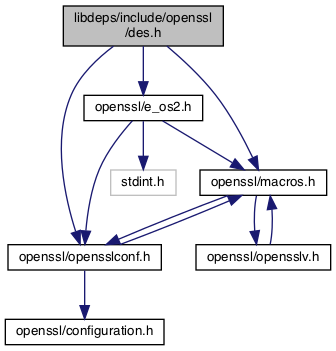 libdeps/include/openssl
/des.h
openssl/e_os2.h
stdint.h
openssl/macros.h
openssl/opensslconf.h
openssl/opensslv.h
openssl/configuration.h